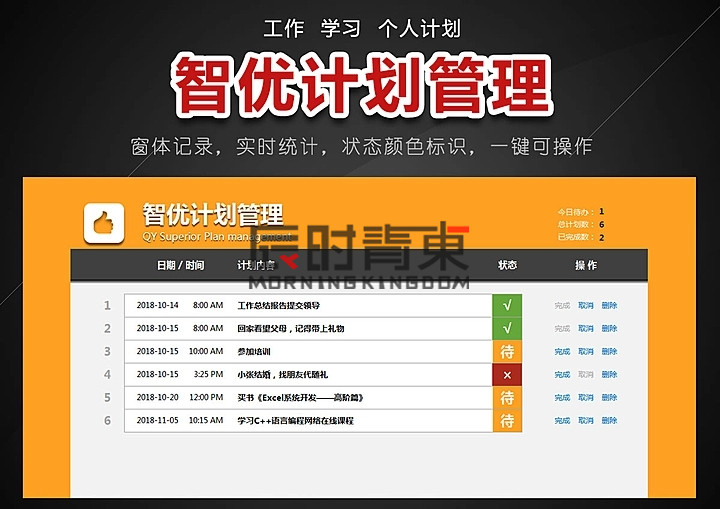 工作 学习 个人计划
智优计划管理
窗体记录，实时统计，状态颜色标识，一键可操作
智优计划管理
QY Superior Plan management
今日待办： 1
总计划数： 6
已完成数： 2
辰时青束
MORNINGKINGDOM
日期 / 时间 计划内容 状态 操 作
1 2018-10-14 8:00 AM 工作总结报告提交领导 √ 完成 取消 删除
2 2018-10-15 8:00 AM 回家看望父母，记得带上礼物 √ 完成 取消 删除
3 2018-10-15 10:00 AM 参加培训 待 完成 取消 删除
4 2018-10-15 3:25 PM 小张结婚，找朋友代随礼 × 完成 取消 删除
5 2018-10-20 12:00 PM 买书《Excel系统开发——高阶篇》 待 完成 取消 删除
6 2018-11-05 10:15 AM 学习C++语言编程网络在线课程 待 完成 取消 删除